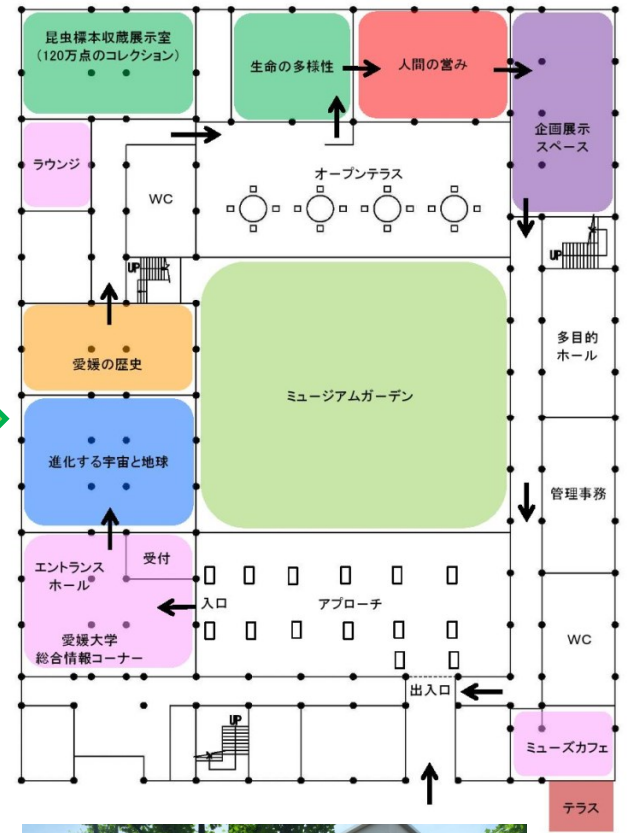 昆虫標本収蔵展示室
(120万点のコレクション)
生命の多様性
人間の営み
企画展示
スペース
ラウンジ
WC
オープンテラス
UP
UP
愛媛の歴史
多目的
ホール
ミュージアムガーデン
進化する宇宙と地球
管理事務
エントランス
ホール
受付
入口
アプローチ
愛媛大学
総合情報コーナー
WC
出入口
UP
ミューズカフェ
テラス